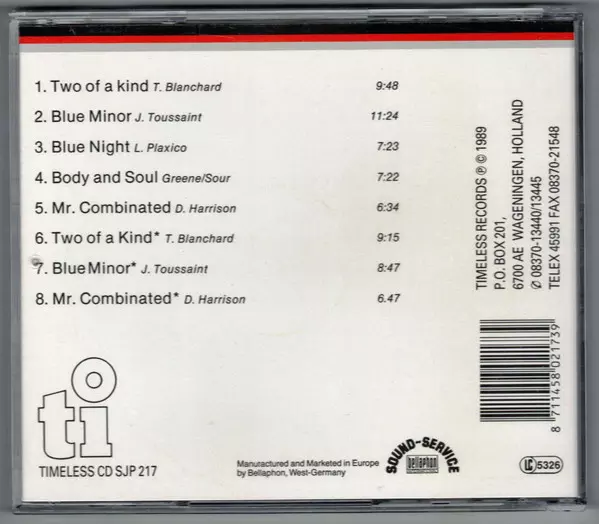 1. Two of a kind T. Blanchard 9:48
2. Blue Minor J. Toussaint 11:24
3. Blue Night L. Plaxico 7:23
4. Body and Soul Greene/Sour 7:22
5. Mr. Combinated D. Harrison 6:34
6. Two of a Kind* T. Blanchard 9:15
7. Blue Minor* J. Toussaint 8:47
8. Mr. Combinated* D. Harrison 6.47
TIMELESS RECORDS ℗ © 1989
P.O. BOX 201,
6700 AE WAGENINGEN, HOLLAND
✆ 08370-13440/13445
TELEX 45991 FAX 08370-21548
8 711458 021739
ti
TIMELESS CD SJP 217
Manufactured and Marketed in Europe
by Bellaphon, West-Germany
SOUND-SERVICE
bellaphon
LC 5326